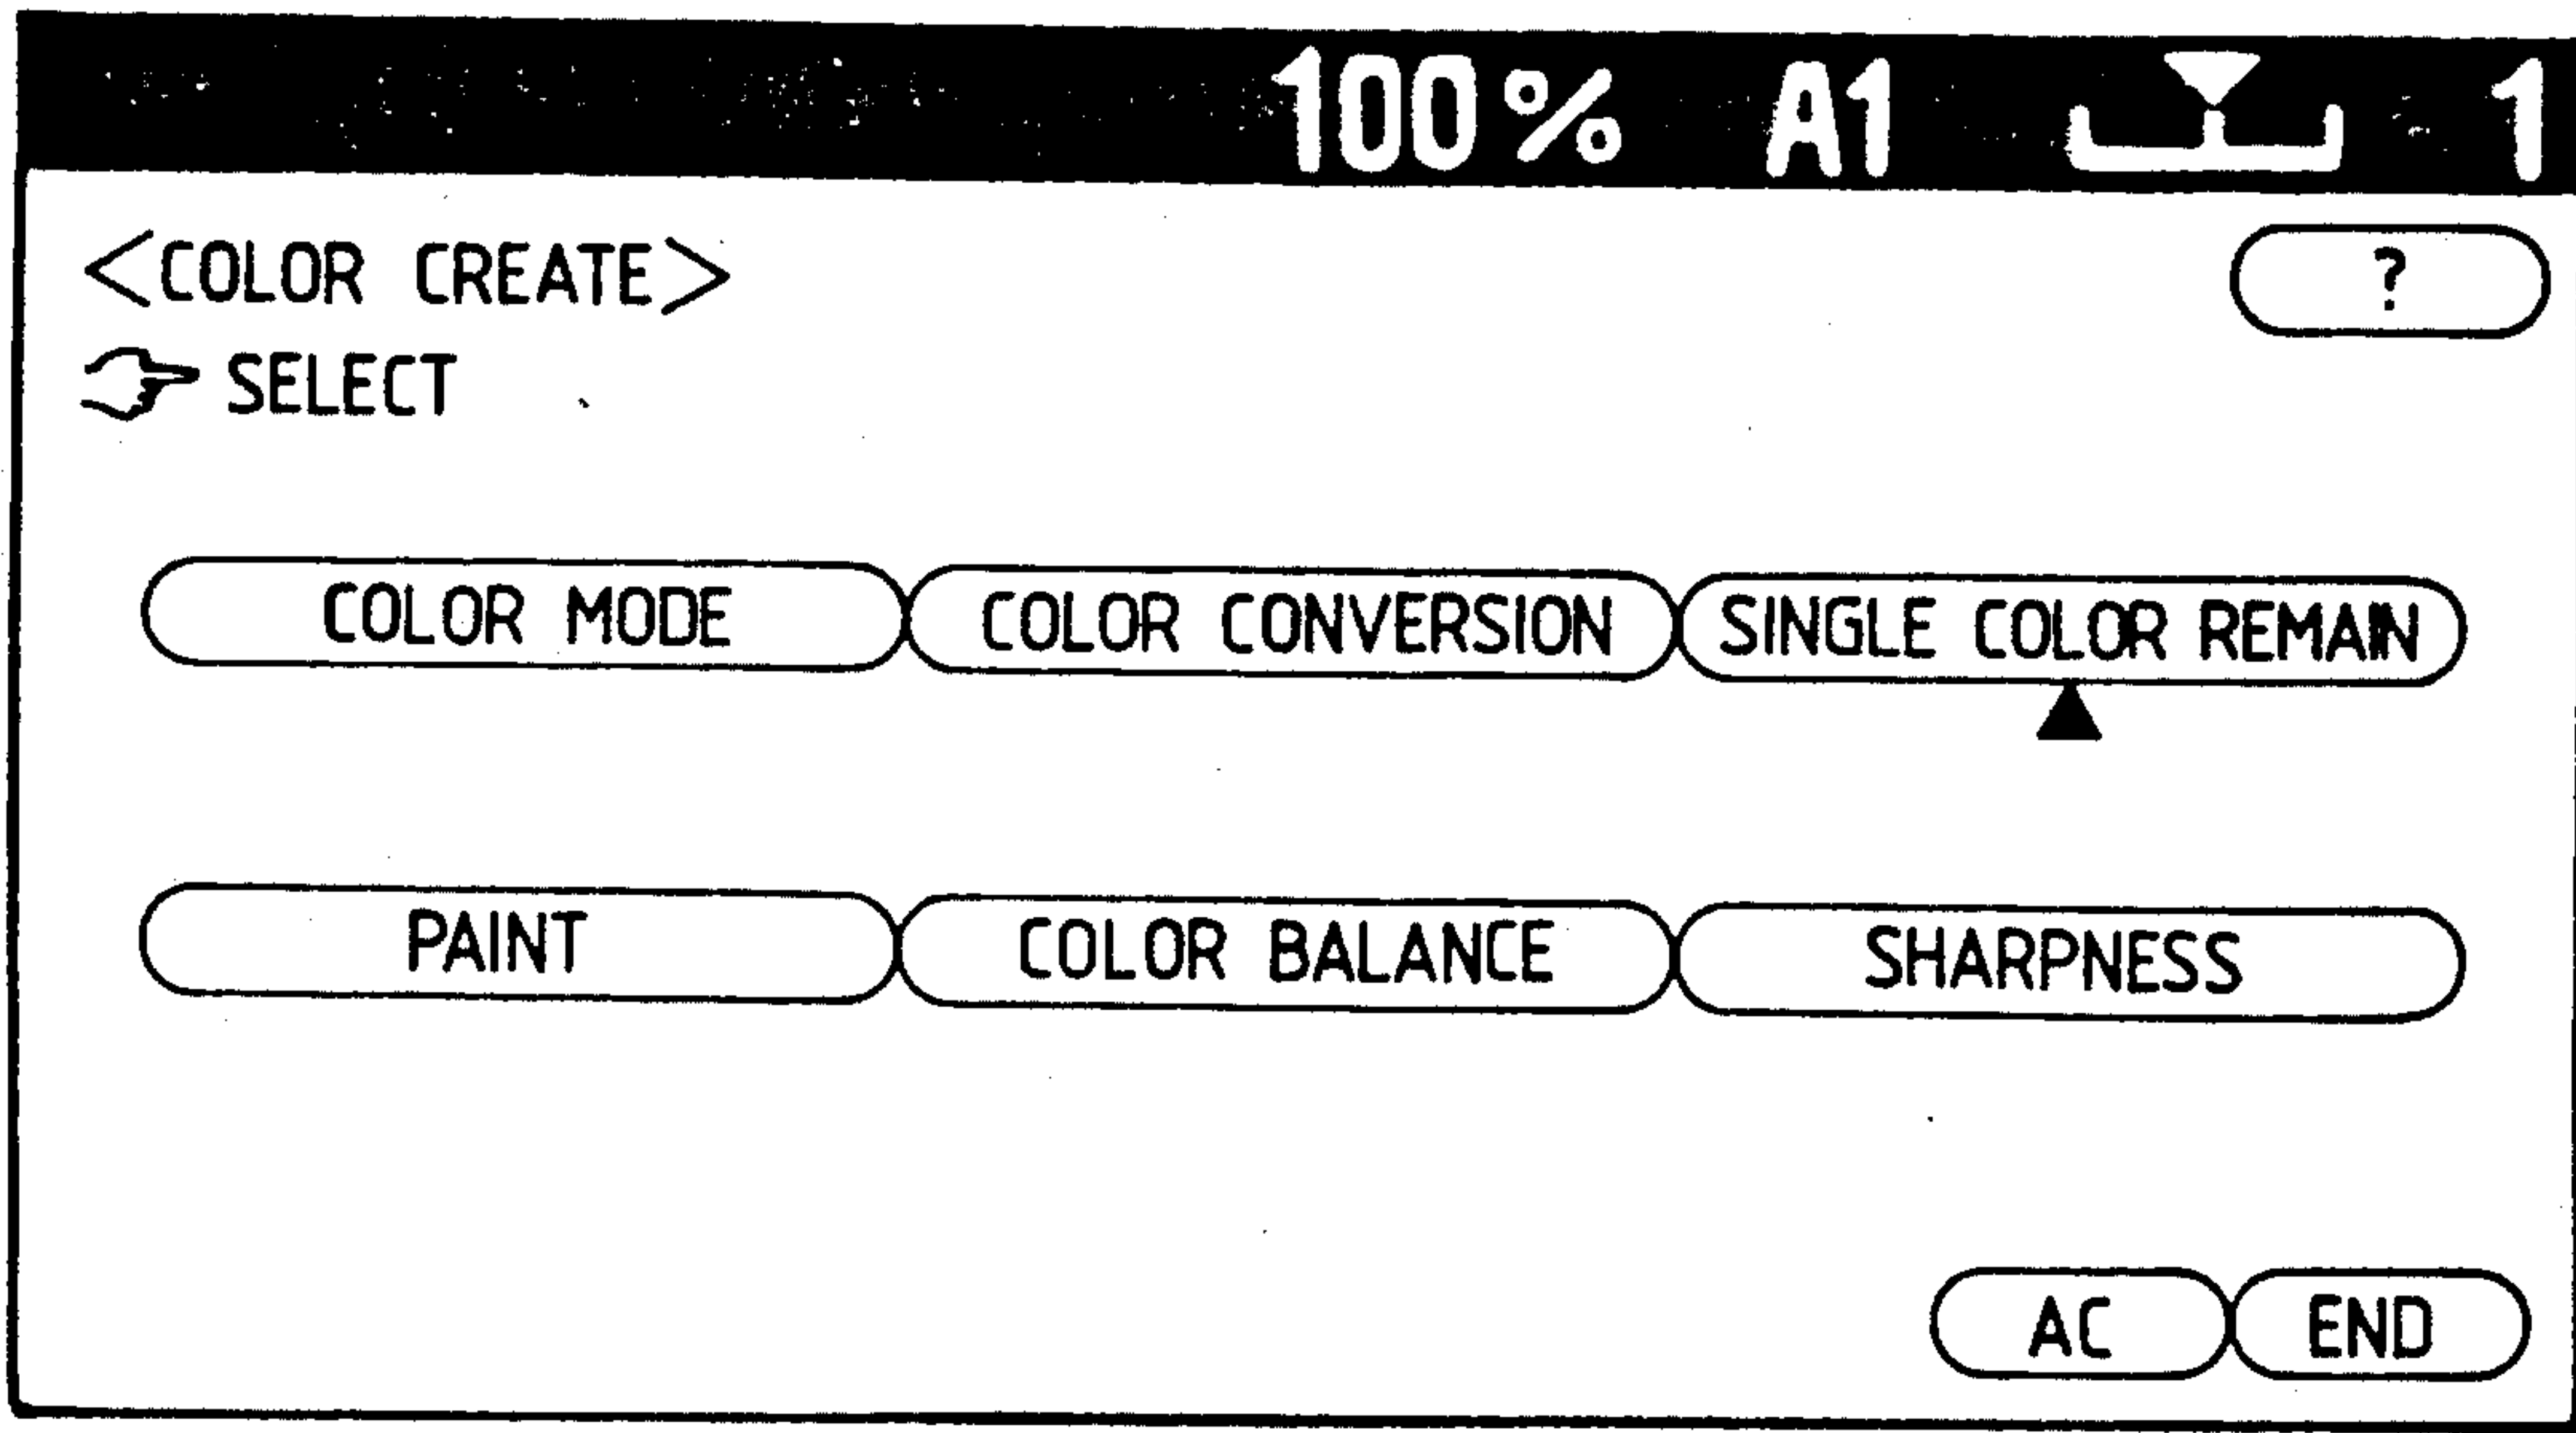 100% A1 1
<COLOR CREATE> ?
SELECT
COLOR MODE COLOR CONVERSION SINGLE COLOR REMAIN
PAINT COLOR BALANCE SHARPNESS
AC END